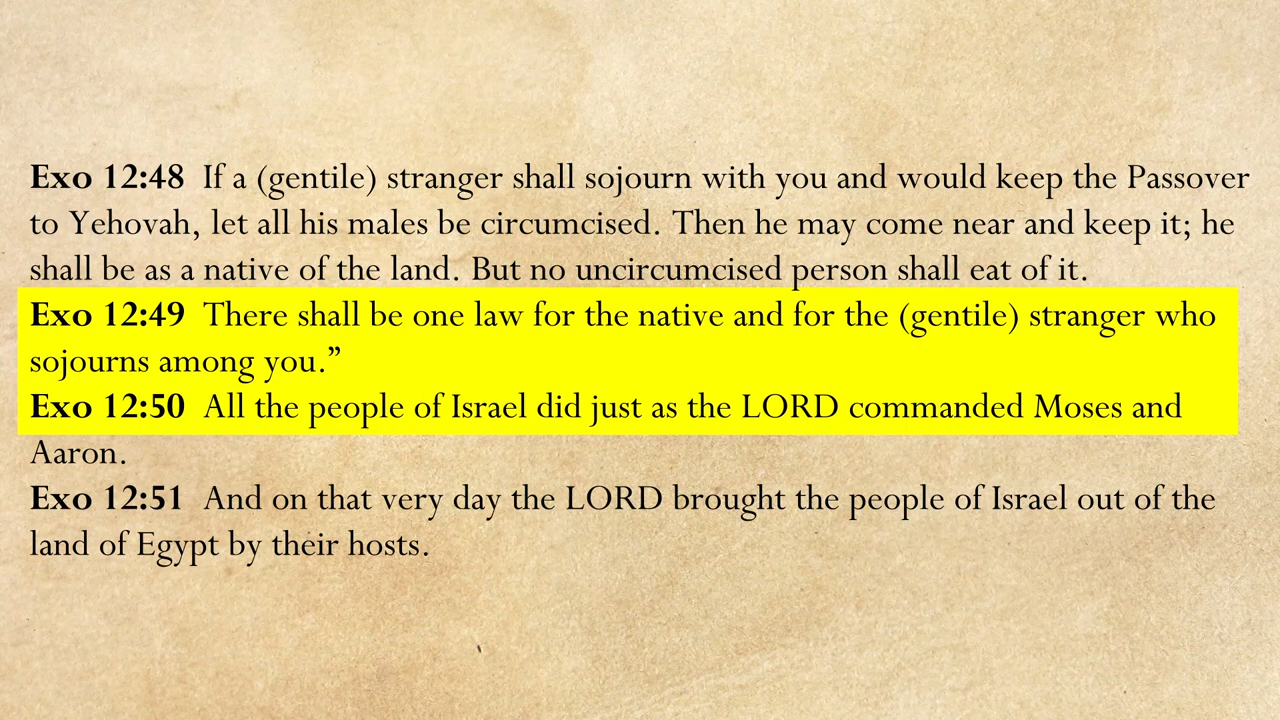 Exo 12:48 If a (gentile) stranger shall sojourn with you and would keep the Passover
to Yehovah, let all his males be circumcised. Then he may come near and keep it; he
shall be as a native of the land. But no uncircumcised person shall eat of it.
Exo 12:49 There shall be one law for the native and for the (gentile) stranger who
sojourns among you.”
Exo 12:50 All the people of Israel did just as the LORD commanded Moses and
Aaron.
Exo 12:51 And on that very day the LORD brought the people of Israel out of the
land of Egypt by their hosts.